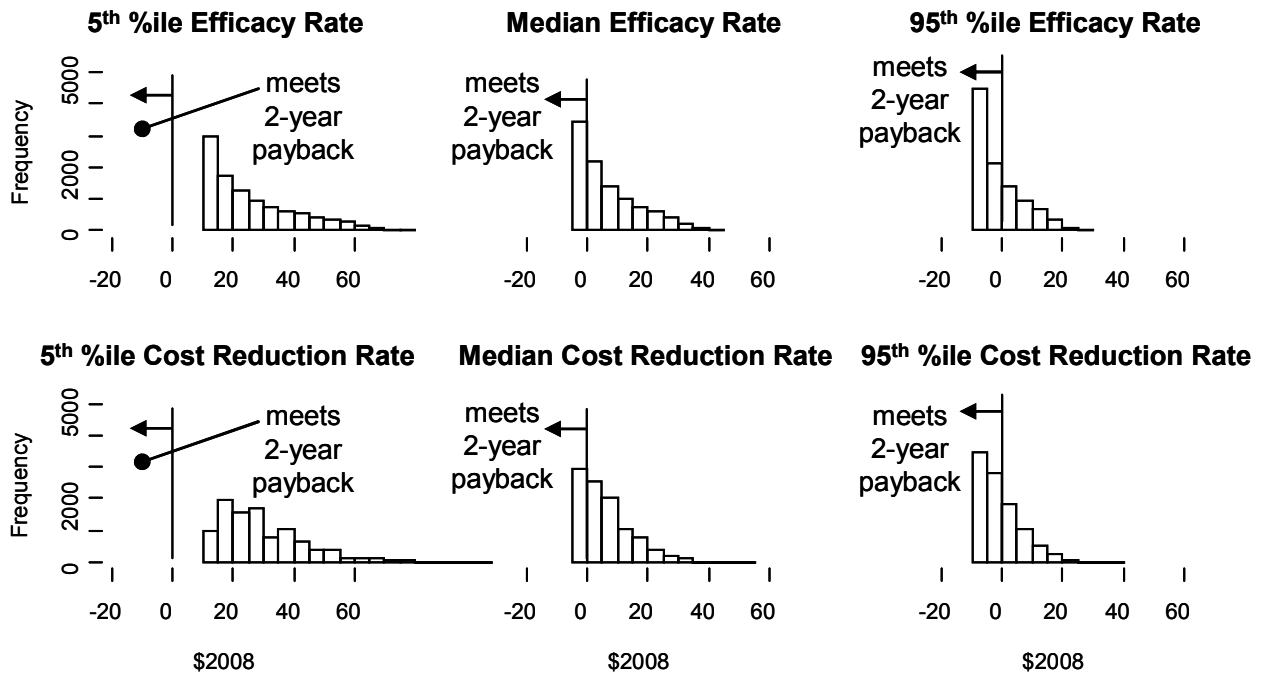 5th %ile Efficacy Rate
Median Efficacy Rate
95th %ile Efficacy Rate
Frequency
5000
2000
0
meets
2-year
payback
meets
2-year
payback
meets
2-year
payback
-20 0 20 40 60
-20 0 20 40 60
-20 0 20 40 60
5th %ile Cost Reduction Rate
Median Cost Reduction Rate
95th %ile Cost Reduction Rate
Frequency
5000
2000
0
meets
2-year
payback
meets
2-year
payback
meets
2-year
payback
-20 0 20 40 60
-20 0 20 40 60
-20 0 20 40 60
$2008
$2008
$2008